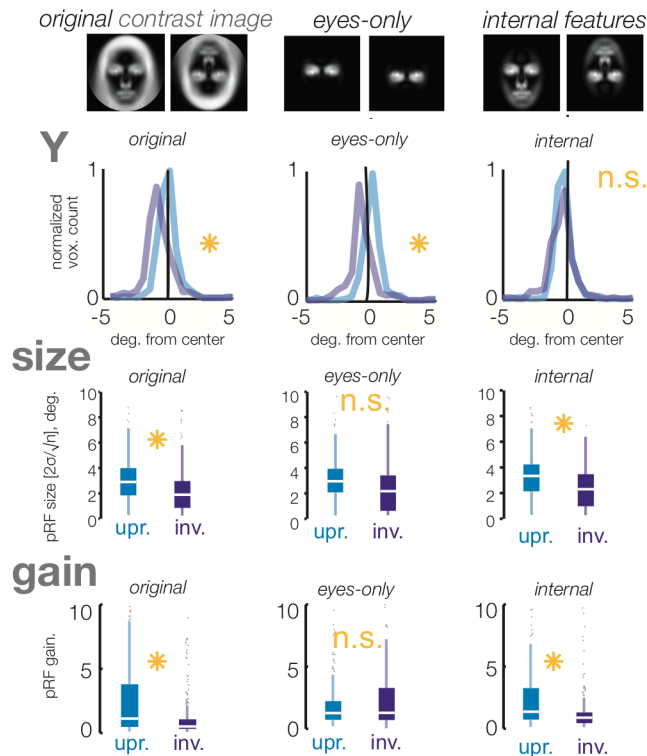 original contrast image eyes-only internal features
Y
original eyes-only internal
normalized
vox. count
1 1 1
0 0 0
n.s.
-5 0 5 -5 0 5 -5 0 5
deg. from center deg. from center deg. from center
size
original eyes-only internal
pRF size [2σ/√n], deg.
10 10 10
8 8 8
6 6 6
4 4 4
2 2 2
0 0 0
n.s.
upr. inv. upr. inv. upr. inv.
gain
original eyes-only internal
pRF gain.
10 10 10
5 5 5
0 0 0
n.s.
upr. inv. upr. inv. upr. inv.